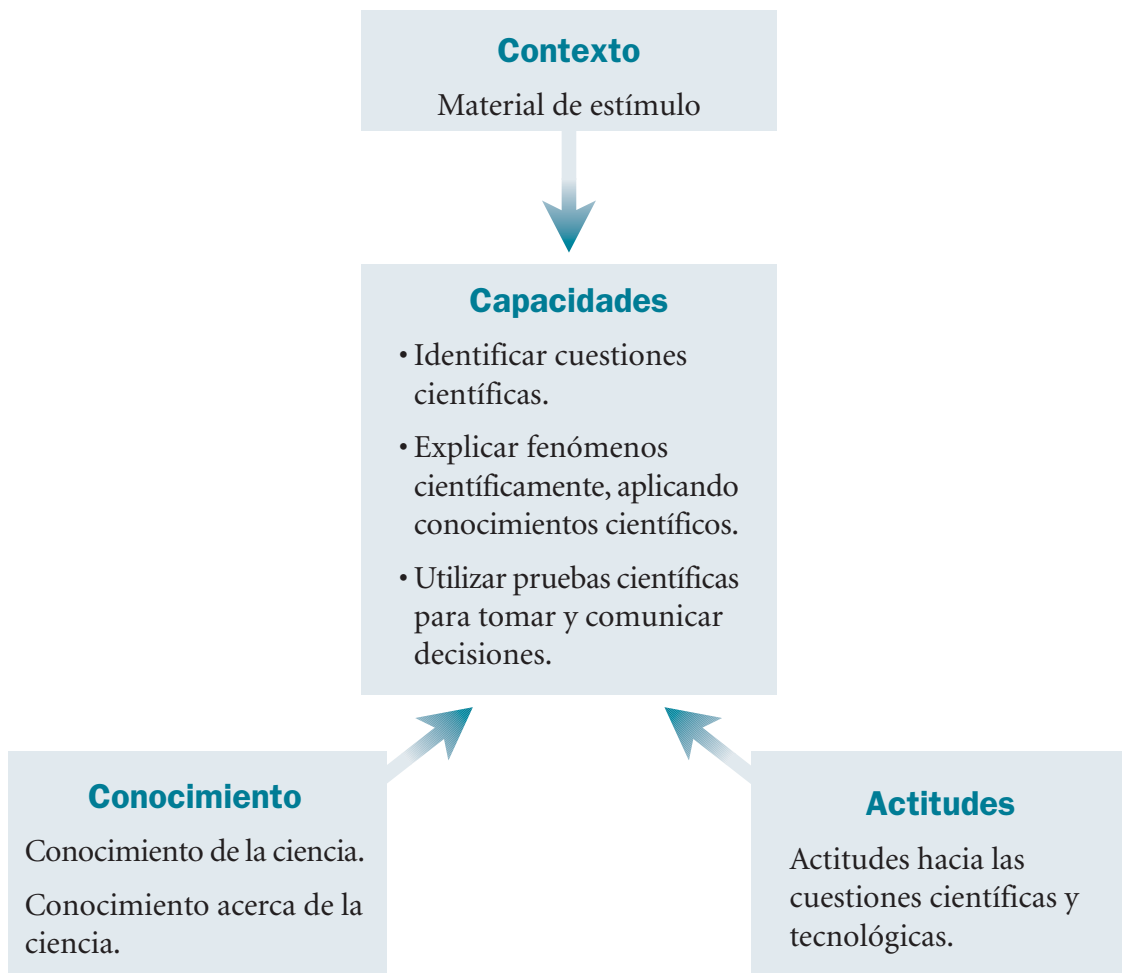 Contexto
Material de estímulo
Capacidades
• Identificar cuestiones
científicas.
• Explicar fenómenos
científicamente, aplicando
conocimientos científicos.
• Utilizar pruebas científicas
para tomar y comunicar
decisiones.
Conocimiento
Conocimiento de la ciencia.
Conocimiento acerca de la
ciencia.
Actitudes
Actitudes hacia las
cuestiones científicas y
tecnológicas.